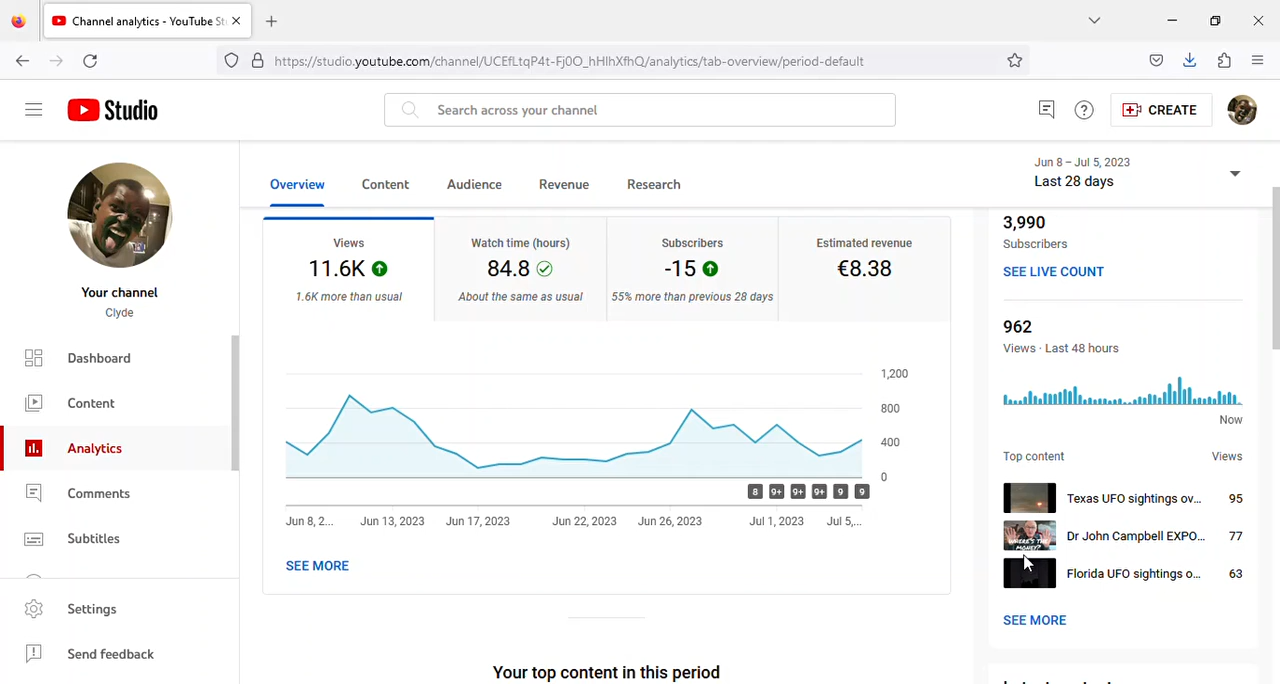 Channel analytics - YouTube St
https://studio.youtube.com/channel/UCEfLtqP4t-Fj0O_hHlhXfhQ/analytics/tab-overview/period-default
Studio
Search across your channel
CREATE
Your channel
Clyde
Dashboard
Content
Analytics
Comments
Subtitles
Settings
Send feedback
Overview
Content
Audience
Revenue
Research
Jun 8 – Jul 5, 2023
Last 28 days
Views
11.6K
1.6K more than usual
Watch time (hours)
84.8
About the same as usual
Subscribers
-15
55% more than previous 28 days
Estimated revenue
€8.38
1,200
800
400
0
8 9+ 9+ 9+ 9 9
Jun 8, 2... Jun 13, 2023 Jun 17, 2023 Jun 22, 2023 Jun 26, 2023 Jul 1, 2023 Jul 5,...
SEE MORE
Your top content in this period
3,990
Subscribers
SEE LIVE COUNT
962
Views · Last 48 hours
Now
Top content Views
Texas UFO sightings ov... 95
WHERE'S THE
MONEY?
Dr John Campbell EXPO... 77
Florida UFO sightings o... 63
SEE MORE